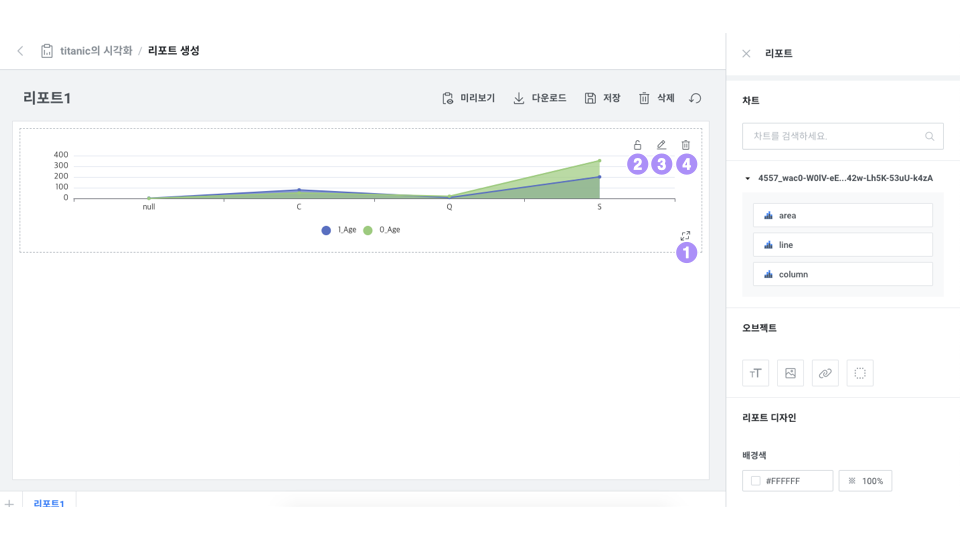 titanic의 시각화 / 리포트 생성
리포트
리포트1
미리보기 다운로드 저장 삭제
차트
차트를 검색하세요.
2 3 4
400
300
200
100
0
null C Q S
1_Age 0_Age
1
4557_wac0-W0IV-eE...42w-Lh5K-53uU-k4zA
area
line
column
오브젝트
TT
리포트 디자인
배경색
#FFFFFF 100%
리포트1